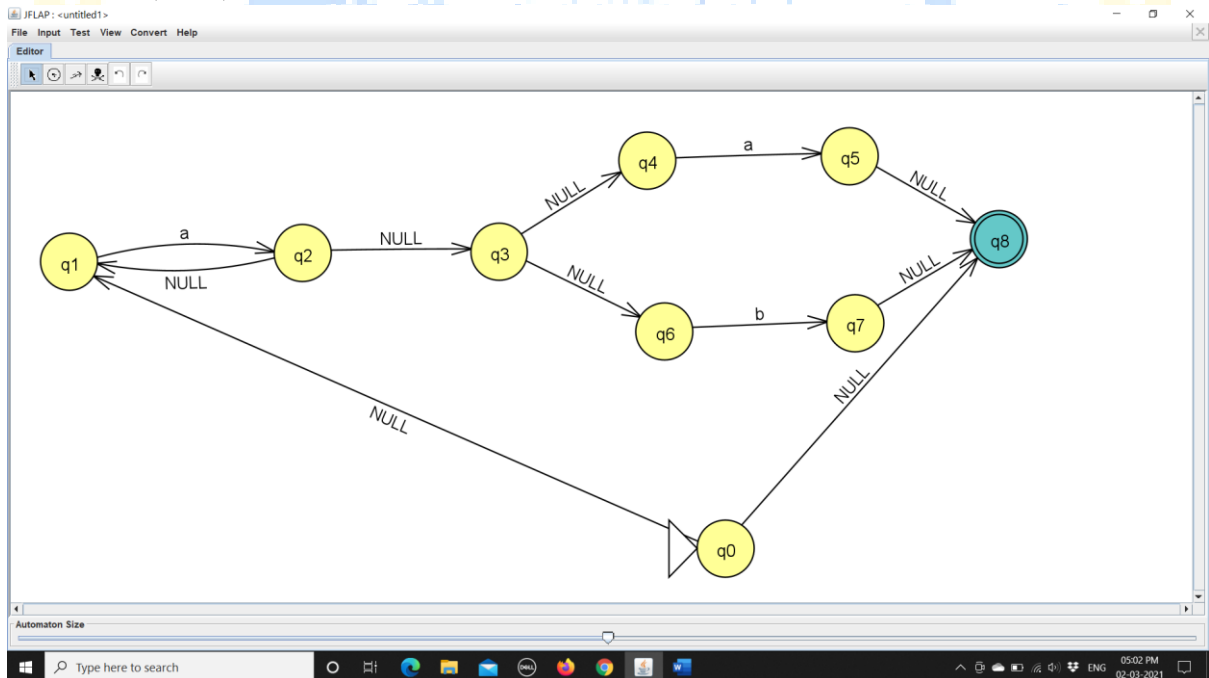 JFLAP : <untitled1>
File Input Test View Convert Help
Editor
q4
a
q5
NULL
NULL
q8
a
NULL
q1
q2
q3
NULL
NULL
NULL
q6
b
q7
NULL
NULL
q0
Automaton Size
Type here to search
DELL
W
ENG
05:02 PM
02-03-2021